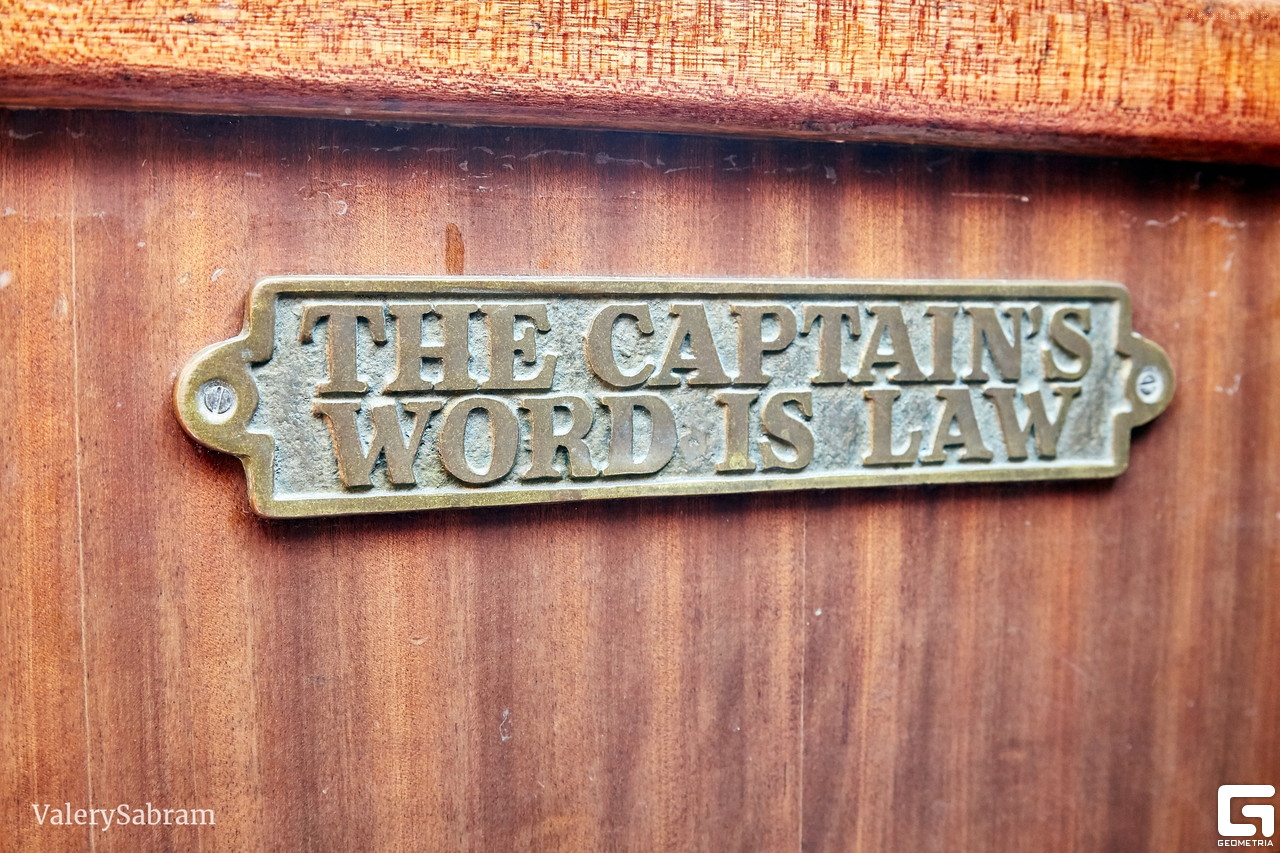 THE CAPTAIN'S
WORD IS LAW
ValerySabram
GEOMETRIA